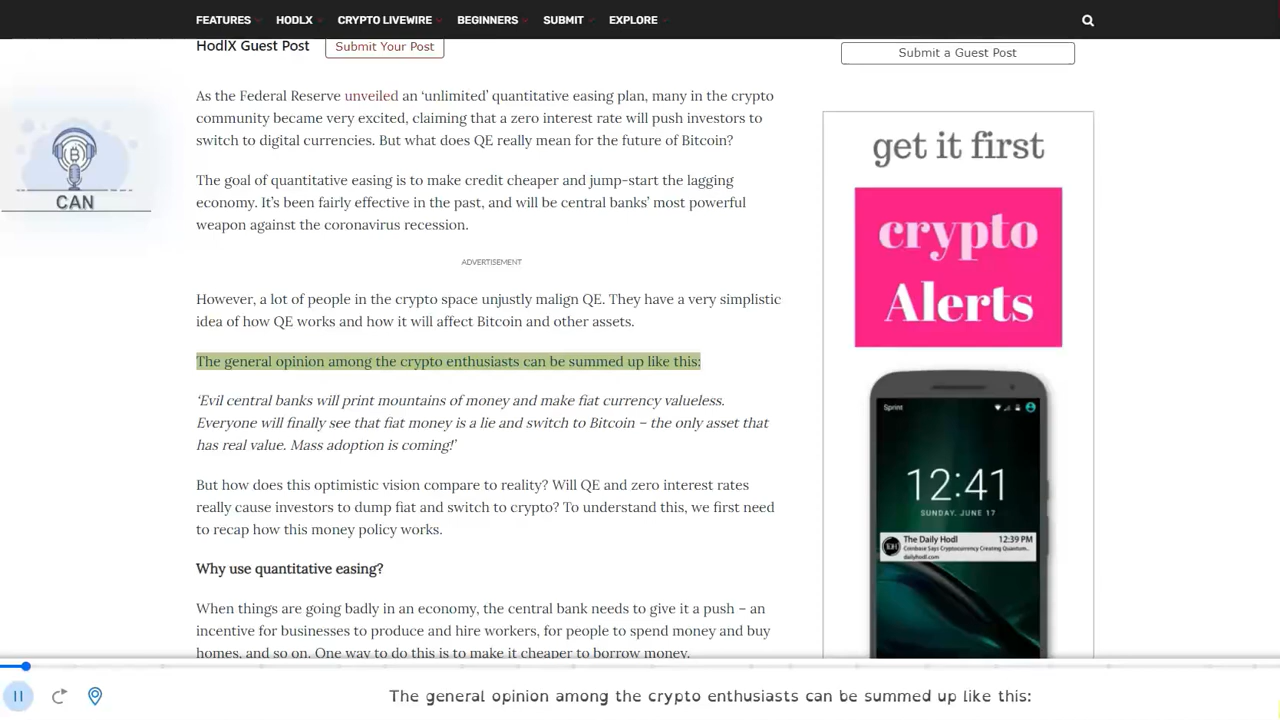 FEATURES HODLX CRYPTO LIVEWIRE BEGINNERS SUBMIT EXPLORE
HodlX Guest Post Submit Your Post
As the Federal Reserve unveiled an ‘unlimited’ quantitative easing plan, many in the crypto
community became very excited, claiming that a zero interest rate will push investors to
switch to digital currencies. But what does QE really mean for the future of Bitcoin?
The goal of quantitative easing is to make credit cheaper and jump-start the lagging
economy. It’s been fairly effective in the past, and will be central banks’ most powerful
weapon against the coronavirus recession.
ADVERTISEMENT
However, a lot of people in the crypto space unjustly malign QE. They have a very simplistic
idea of how QE works and how it will affect Bitcoin and other assets.
The general opinion among the crypto enthusiasts can be summed up like this:
‘Evil central banks will print mountains of money and make fiat currency valueless.
Everyone will finally see that fiat money is a lie and switch to Bitcoin – the only asset that
has real value. Mass adoption is coming!’
But how does this optimistic vision compare to reality? Will QE and zero interest rates
really cause investors to dump fiat and switch to crypto? To understand this, we first need
to recap how this money policy works.
Why use quantitative easing?
When things are going badly in an economy, the central bank needs to give it a push – an
incentive for businesses to produce and hire workers, for people to spend money and buy
homes, and so on. One way to do this is to make it cheaper to borrow money.
CAN
Submit a Guest Post
get it first
crypto
Alerts
Sprint
12:41
SUNDAY, JUNE 17
The Daily Hodl 12:39 PM
Coinbase Says Cryptocurrency Creating Quantum..
dailyhodl.com
The general opinion among the crypto enthusiasts can be summed up like this: